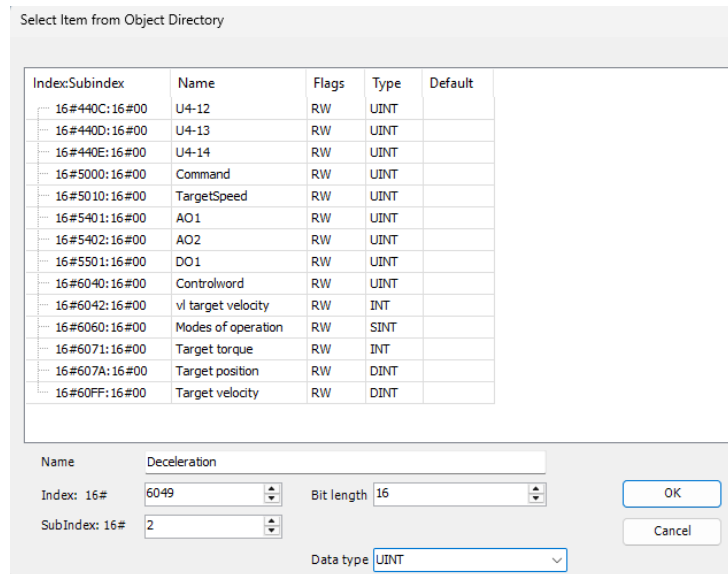 Select Item from Object Directory
Index:Subindex Name Flags Type Default
16#440C:16#00 U4-12 RW UINT
16#440D:16#00 U4-13 RW UINT
16#440E:16#00 U4-14 RW UINT
16#5000:16#00 Command RW UINT
16#5010:16#00 TargetSpeed RW UINT
16#5401:16#00 AO1 RW UINT
16#5402:16#00 AO2 RW UINT
16#5501:16#00 DO1 RW UINT
16#6040:16#00 Controlword RW UINT
16#6042:16#00 vl target velocity RW INT
16#6060:16#00 Modes of operation RW SINT
16#6071:16#00 Target torque RW INT
16#607A:16#00 Target position RW DINT
16#60FF:16#00 Target velocity RW DINT
Name Deceleration
Index: 16# 6049 Bit length 16 OK
SubIndex: 16# 2 Cancel
Data type UINT